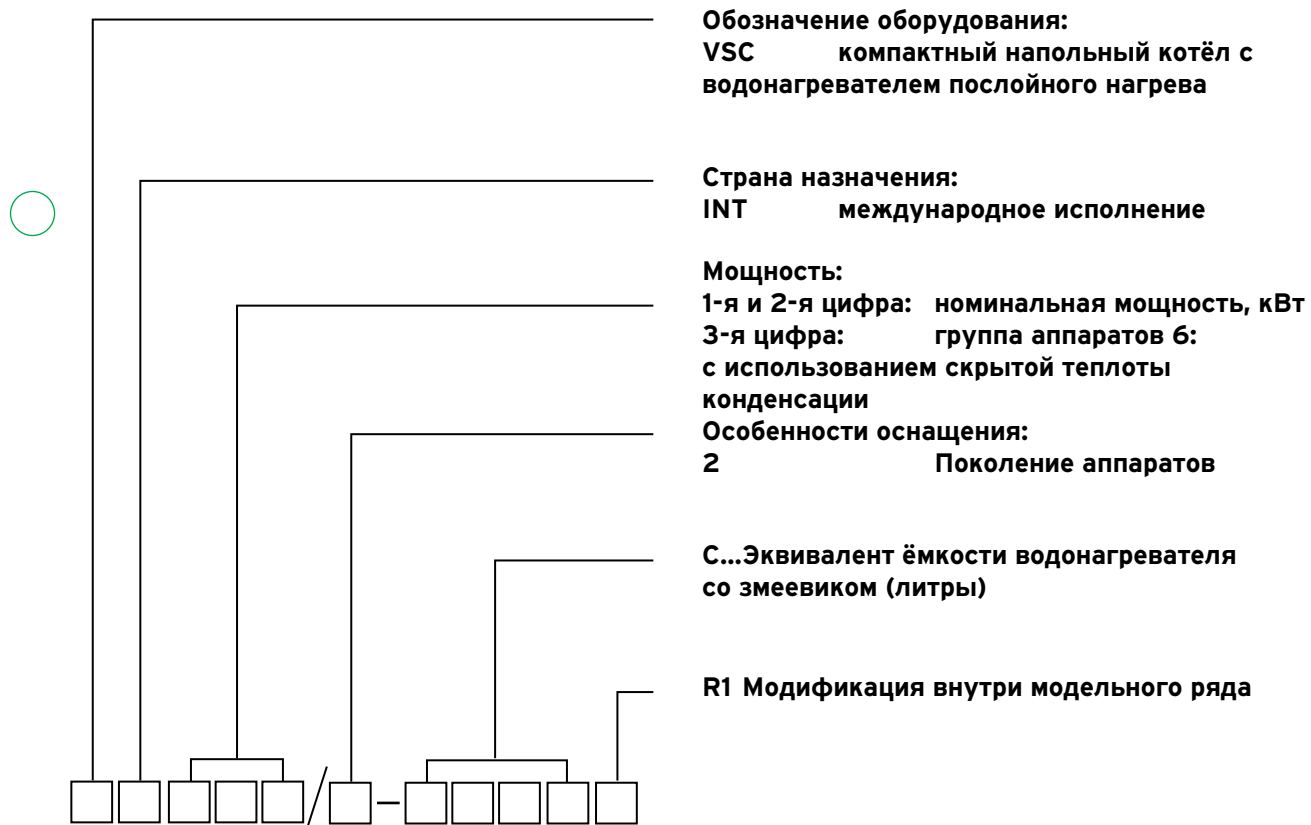 Обозначение оборудования:
VSC компактный напольный котёл с
водонагревателем послойного нагрева
Страна назначения:
INT международное исполнение
Мощность:
1-я и 2-я цифра: номинальная мощность, кВт
3-я цифра: группа аппаратов 6:
с использованием скрытой теплоты
конденсации
Особенности оснащения:
2 Поколение аппаратов
С...Эквивалент ёмкости водонагревателя
со змеевиком (литры)
R1 Модификация внутри модельного ряда
/ –